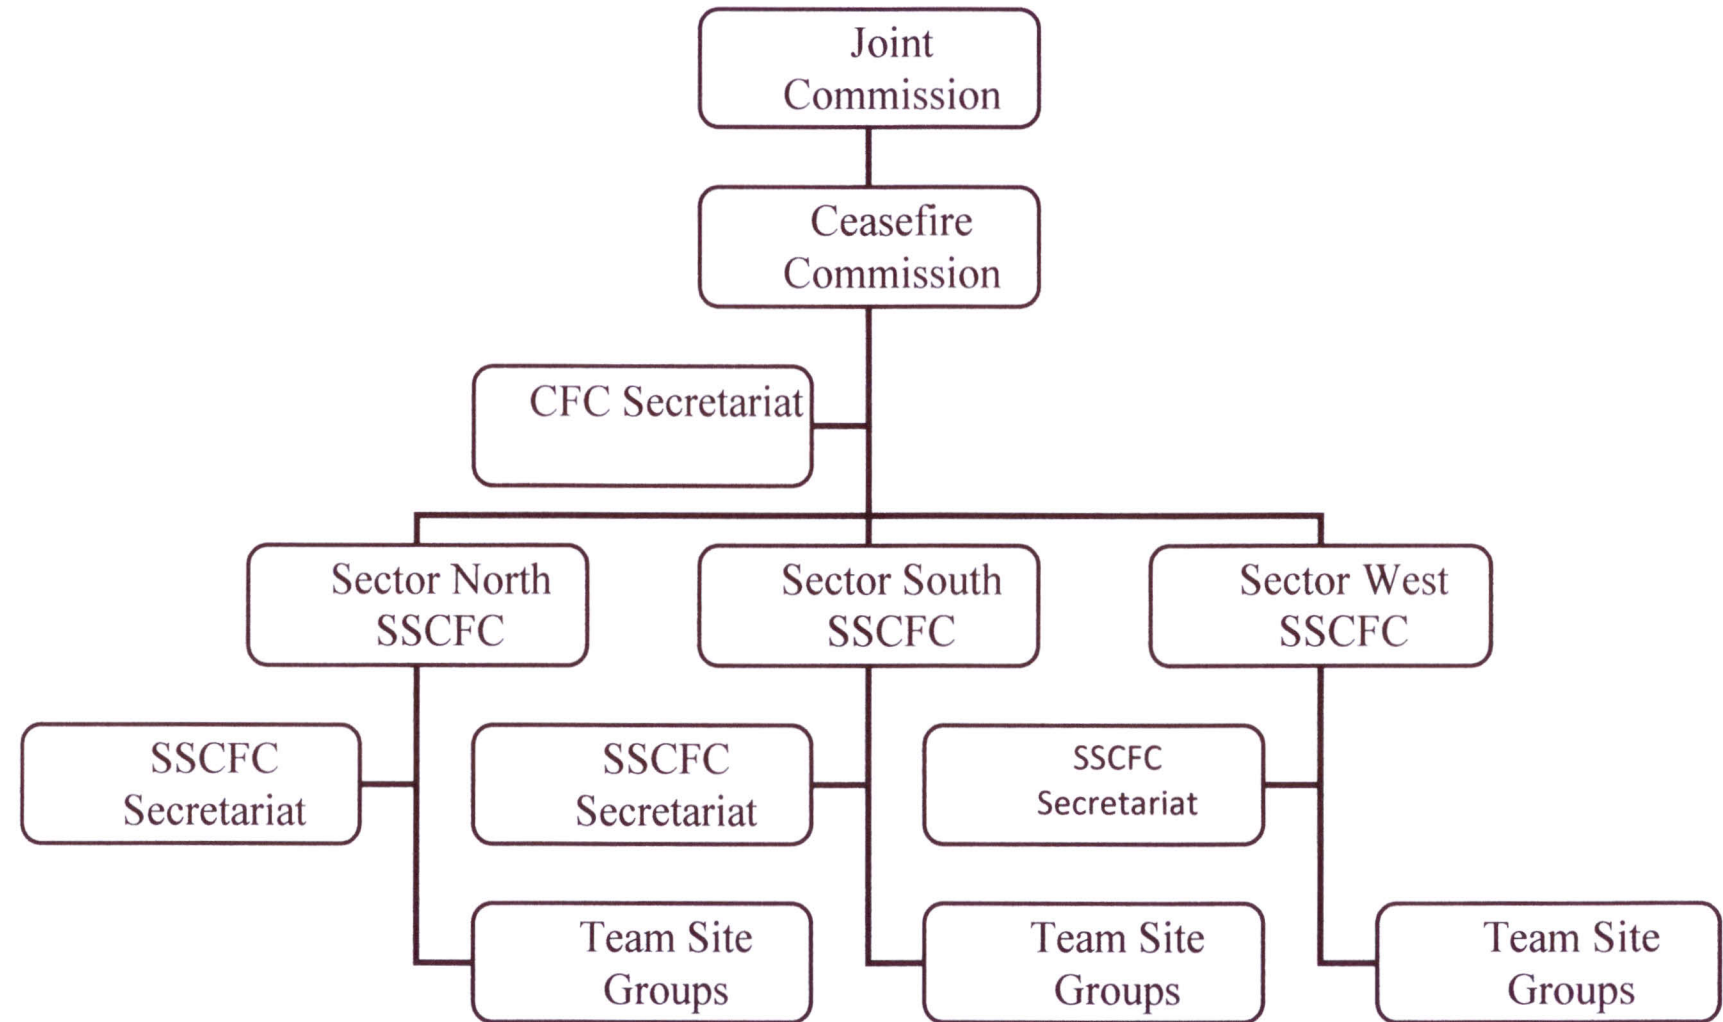 Joint
Commission
Ceasefire
Commission
CFC Secretariat
Sector North
SSCFC
Sector South
SSCFC
Sector West
SSCFC
SSCFC
Secretariat
SSCFC
Secretariat
SSCFC
Secretariat
Team Site
Groups
Team Site
Groups
Team Site
Groups